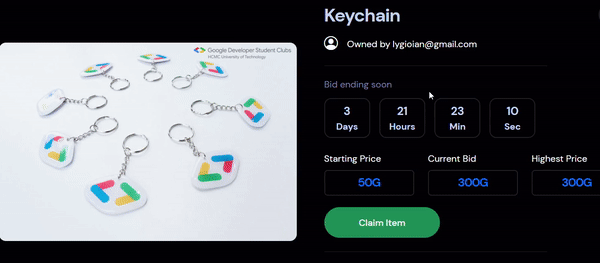 Keychain
Google Developer Student Clubs
HCMC University of Technology
Owned by lygioian@gmail.com
Bid ending soon
3 21 23 10
Days Hours Min Sec
Starting Price Current Bid Highest Price
50G 300G 300G
Claim Item